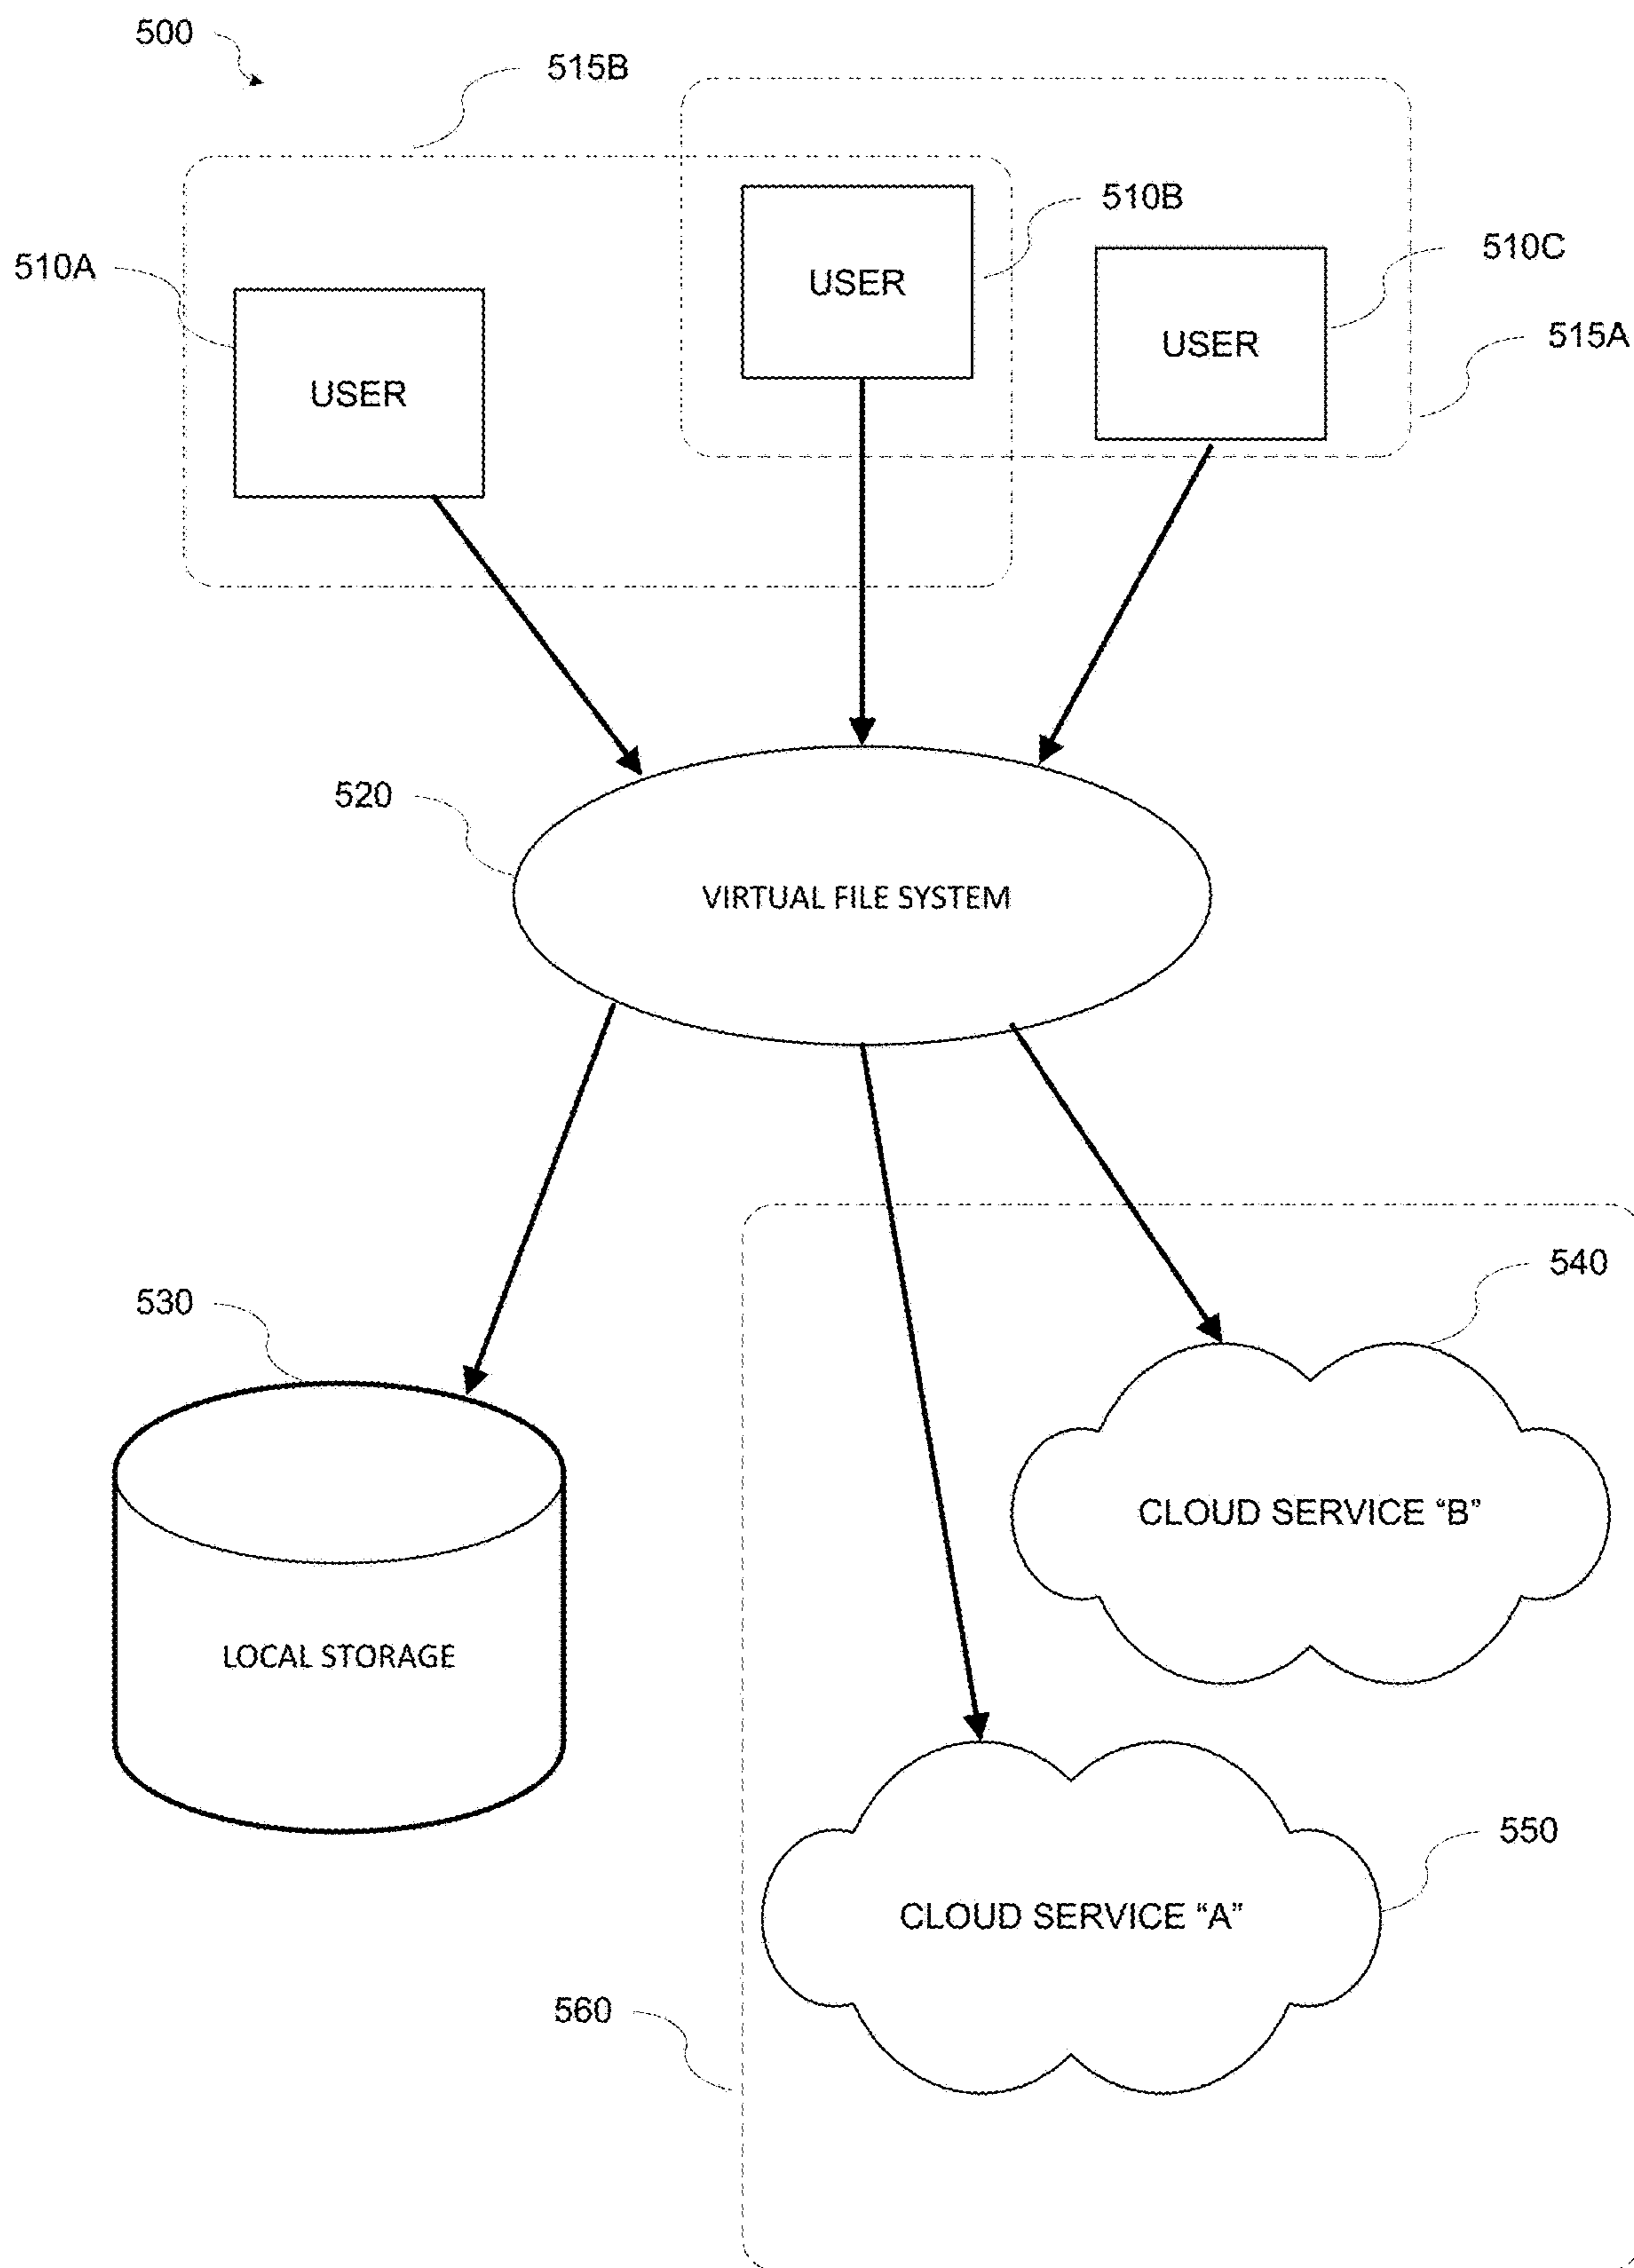 500
515B
510B
510C
510A
515A
USER
USER
USER
520
VIRTUAL FILE SYSTEM
540
530
CLOUD SERVICE “B”
LOCAL STORAGE
550
CLOUD SERVICE “A”
560